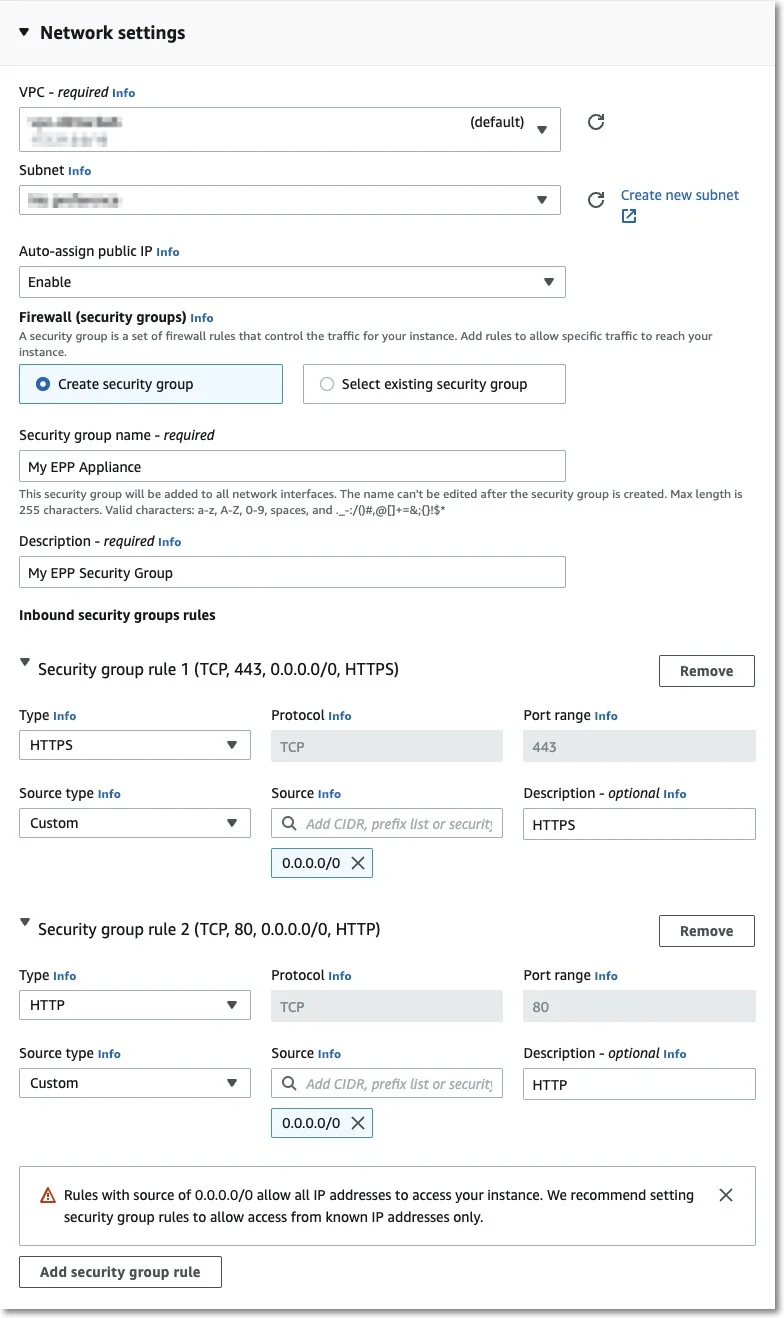 Network settings
VPC - required Info
(default)
Subnet Info
Create new subnet
Auto-assign public IP Info
Enable
Firewall (security groups) Info
A security group is a set of firewall rules that control the traffic for your instance. Add rules to allow specific traffic to reach your
instance.
Create security group Select existing security group
Security group name - required
My EPP Appliance
This security group will be added to all network interfaces. The name can't be edited after the security group is created. Max length is
255 characters. Valid characters: a-z, A-Z, 0-9, spaces, and ._-:/()#,@[]+=&;{}!$*
Description - required Info
My EPP Security Group
Inbound security groups rules
Security group rule 1 (TCP, 443, 0.0.0.0/0, HTTPS) Remove
Type Info Protocol Info Port range Info
HTTPS TCP 443
Source type Info Source Info Description - optional Info
Custom Add CIDR, prefix list or security HTTPS
0.0.0.0/0
Security group rule 2 (TCP, 80, 0.0.0.0/0, HTTP) Remove
Type Info Protocol Info Port range Info
HTTP TCP 80
Source type Info Source Info Description - optional Info
Custom Add CIDR, prefix list or security HTTP
0.0.0.0/0
Rules with source of 0.0.0.0/0 allow all IP addresses to access your instance. We recommend setting
security group rules to allow access from known IP addresses only.
Add security group rule